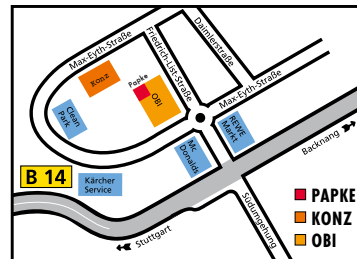 Max-Eyth-Straße
Friedrich-List-Straße
Daimlerstraße
Konz
Papke
OBI
Clean
Park
Max-Eyth-Straße
REWE
Markt
Mc
Donalds
Backnang
B 14
Kärcher
Service
Südumgehung
Stuttgart
PAPKE
KONZ
OBI